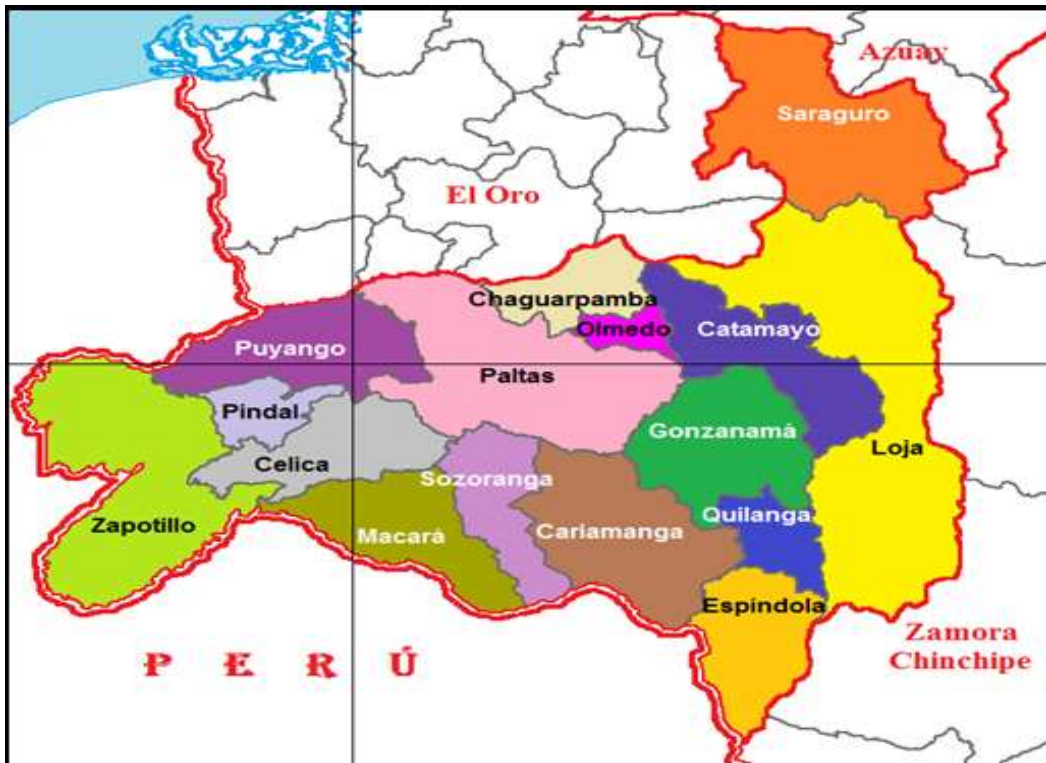 Azuay
Saraguro
El Oro
Chaguarpamba
Olmedo
Catamayo
Puyango
Paltas
Pindal
Gonzanamá
Loja
Celica
Sozoranga
Zapotillo
Macará
Cariamanga
Quilanga
Espíndola
Zamora
Chinchipe
P E R Ú